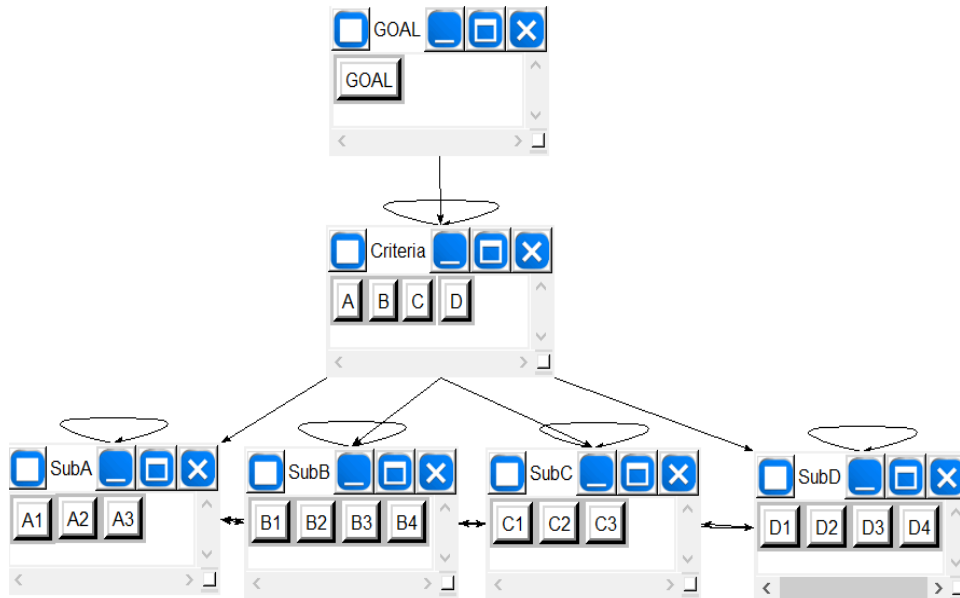 GOAL
GOAL
Criteria
A B C D
SubA
A1 A2 A3
SubB
B1 B2 B3 B4
SubC
C1 C2 C3
SubD
D1 D2 D3 D4